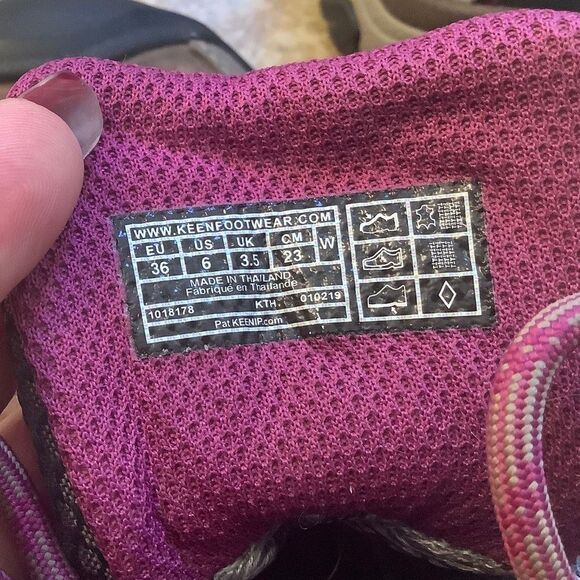 WWW.KEENFOOTWEAR.COM
EU US UK CM W
36 6 3.5 23
MADE IN THAILAND
Fabriqué en Thaïlande
1018178 KTH 010219
Pat KEENIP.com